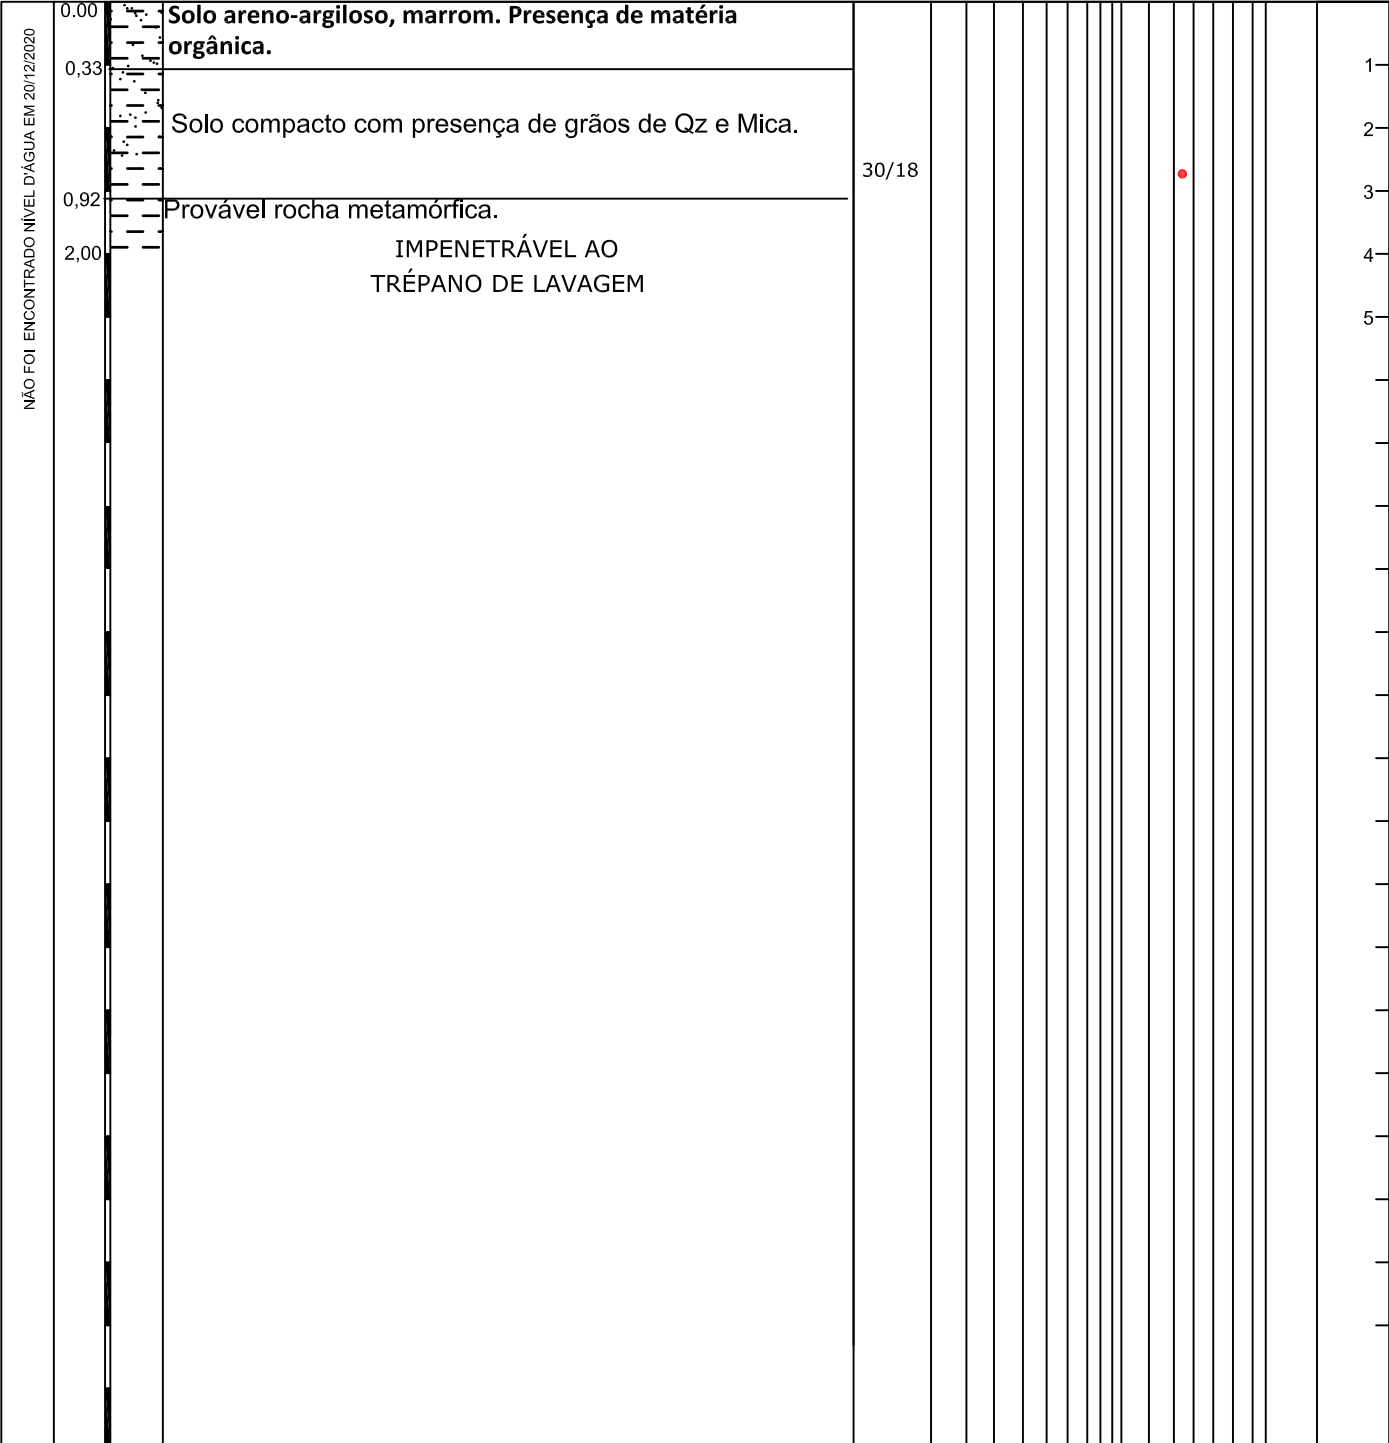 NÃO FOI ENCONTRADO NÍVEL D'ÁGUA EM 20/12/2020
0.00
Solo areno-argiloso, marrom. Presença de matéria
orgânica.
0,33
1
Solo compacto com presença de grãos de Qz e Mica.
2
30/18
3
0,92
Provável rocha metamórfica.
2,00
IMPENETRÁVEL AO
4
TRÉPANO DE LAVAGEM
5